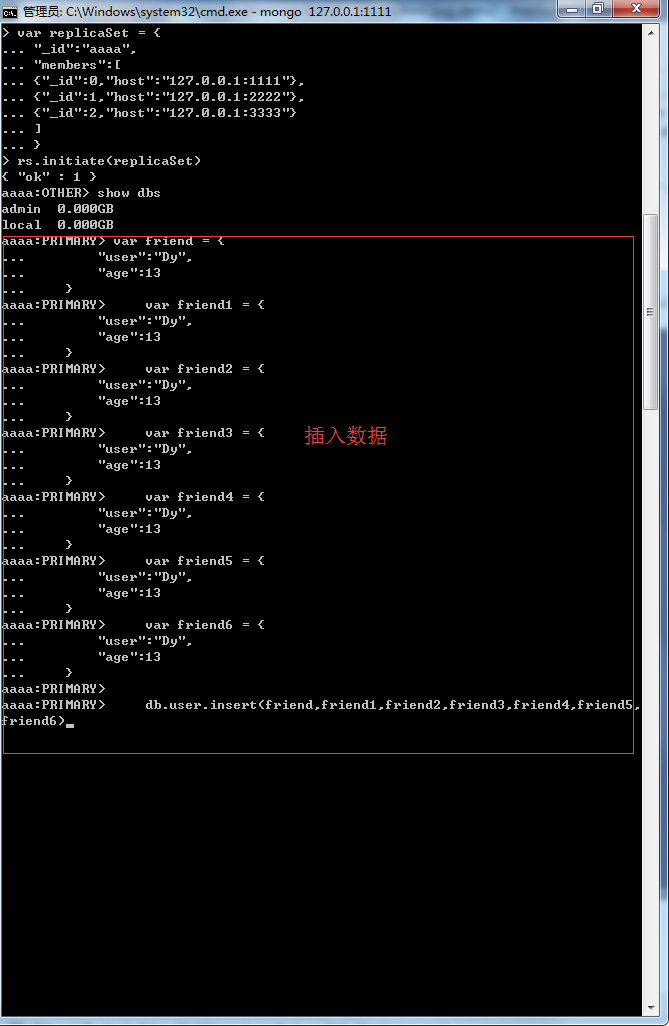 管理员: C:\Windows\system32\cmd.exe - mongo  127.0.0.1:1111
> var replicaSet = {
... "_id":"aaaa",
... "members":[
... {"_id":0,"host":"127.0.0.1:1111"},
... {"_id":1,"host":"127.0.0.1:2222"},
... {"_id":2,"host":"127.0.0.1:3333"}
... ]
... }
> rs.initiate(replicaSet)
{ "ok" : 1 }
aaaa:OTHER> show dbs
admin  0.000GB
local  0.000GB
aaaa:PRIMARY> var friend = {
...         "user":"Dy",
...         "age":13
...     }
aaaa:PRIMARY>     var friend1 = {
...         "user":"Dy",
...         "age":13
...     }
aaaa:PRIMARY>     var friend2 = {
...         "user":"Dy",
...         "age":13
...     }
aaaa:PRIMARY>     var friend3 = {
插入数据
...         "user":"Dy",
...         "age":13
...     }
aaaa:PRIMARY>     var friend4 = {
...         "user":"Dy",
...         "age":13
...     }
aaaa:PRIMARY>     var friend5 = {
...         "user":"Dy",
...         "age":13
...     }
aaaa:PRIMARY>     var friend6 = {
...         "user":"Dy",
...         "age":13
...     }
aaaa:PRIMARY>
aaaa:PRIMARY>     db.user.insert(friend,friend1,friend2,friend3,friend4,friend5,
friend6)